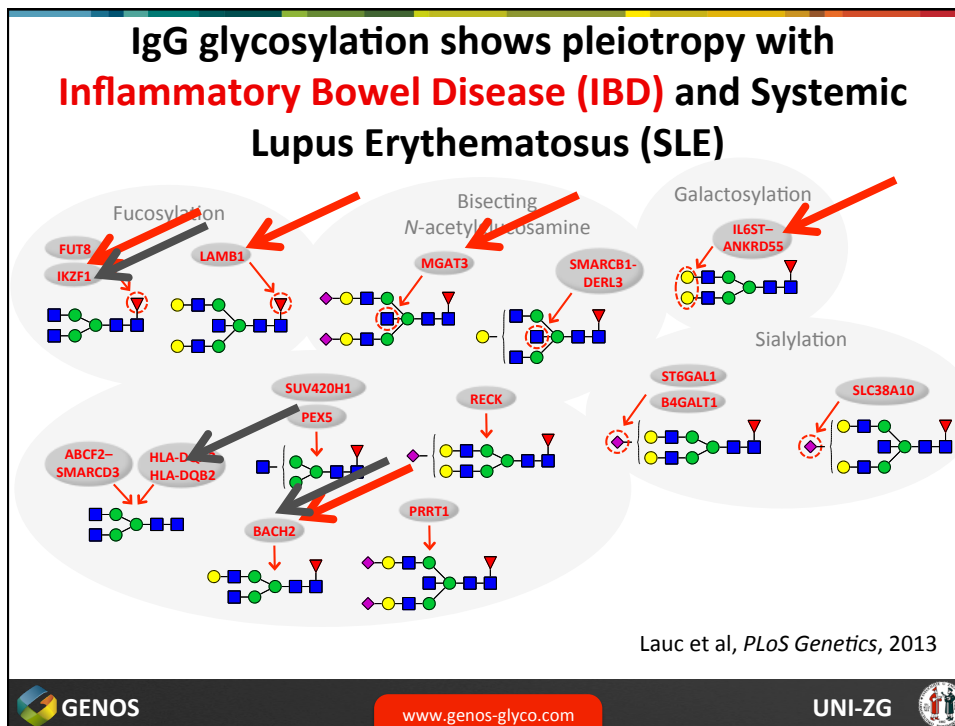 IgG glycosylation shows pleiotropy with
Inflammatory Bowel Disease (IBD) and Systemic
Lupus Erythematosus (SLE)
Fucosylation
Bisecting
N-acetylglucosamine
Galactosylation
FUT8
IKZF1
LAMB1
MGAT3
SMARCB1-
DERL3
IL6ST–
ANKRD55
Sialylation
SUV420H1
PEX5
RECK
ST6GAL1
B4GALT1
SLC38A10
ABCF2–
SMARCD3
HLA-DQB2
BACH2
PRRT1
Lauc et al, PLoS Genetics, 2013
GENOS
www.genos-glyco.com
UNI-ZG